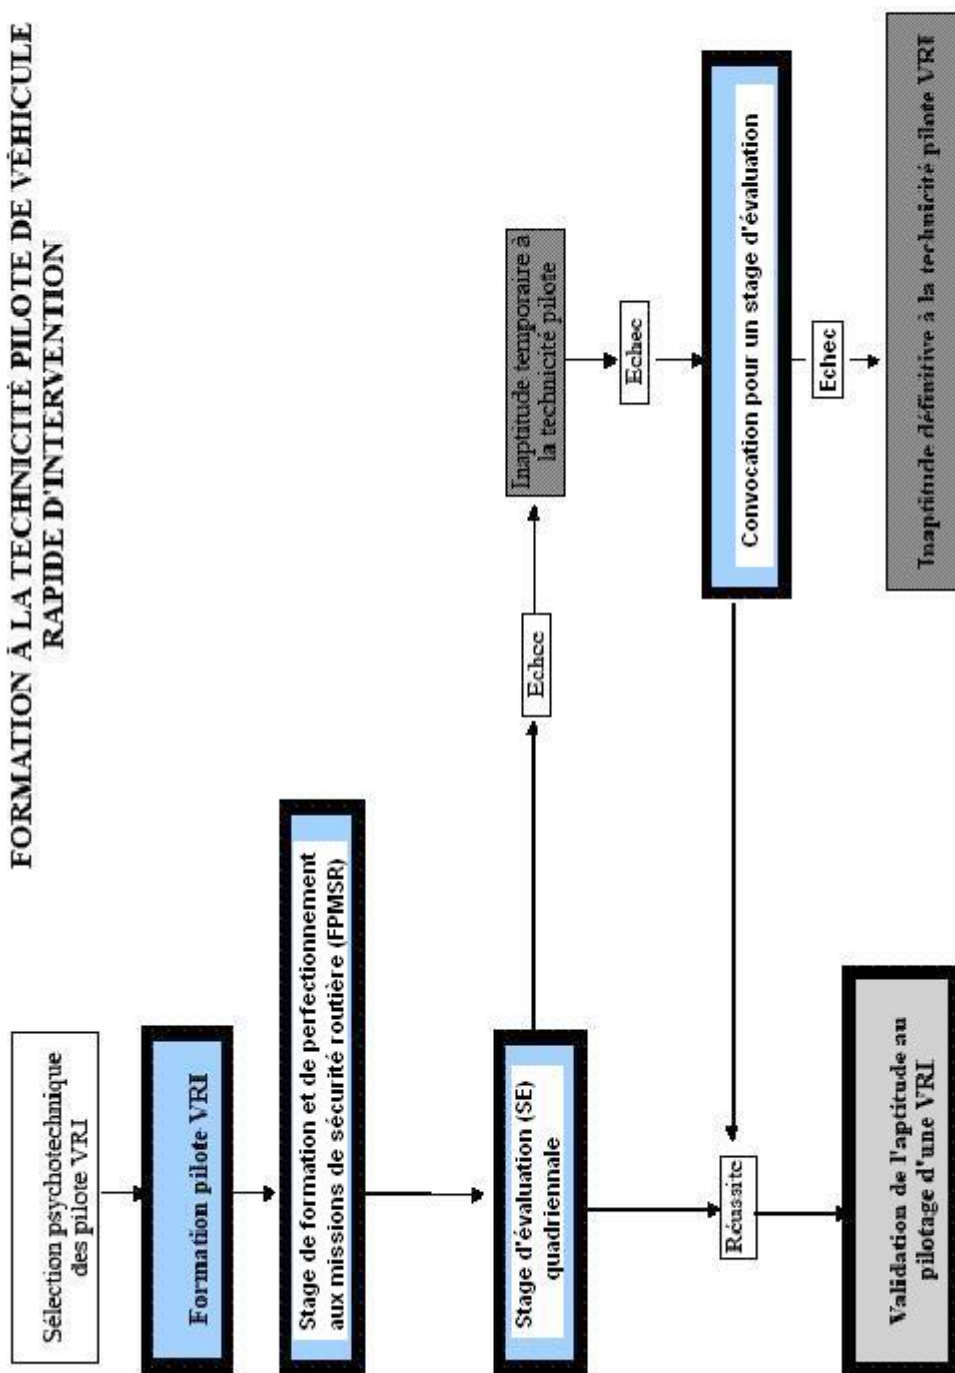 FORMATION À LA TECHNICITÉ PILOTE DE VÉHICULE
RAPIDE D'INTERVENTION
Sélection psychotechnique
des pilote VRI
Formation pilote VRI
Stage de formation et de perfectionnement
aux missions de sécurité routière (FPMSR)
Stage d'évaluation (SE)
quadriennale
Echec
Inaptitude temporaire à
la technicité pilote
Echec
Convocation pour un stage d'évaluation
Echec
Inaptitude définitive à la technicité pilote VRI
Réussite
Validation de l'aptitude au
pilotage d'une VRI